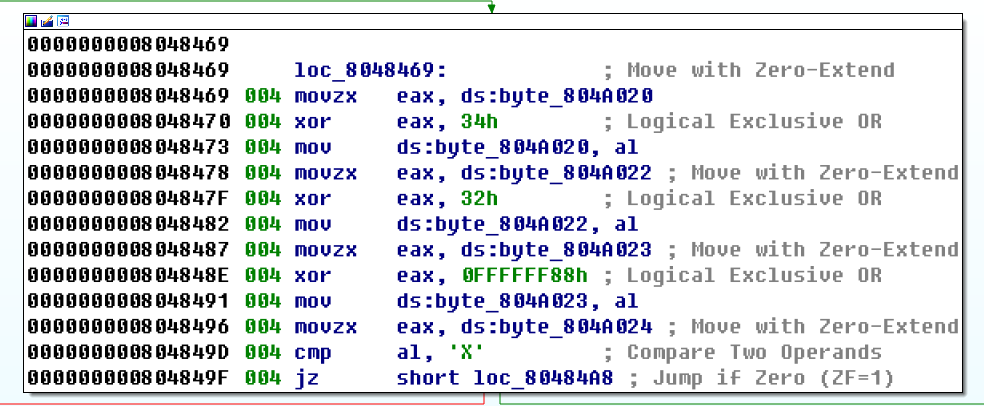 0000000008048469
0000000008048469 loc_8048469: ; Move with Zero-Extend
0000000008048469 004 movzx eax, ds:byte_804A020
0000000008048470 004 xor eax, 34h ; Logical Exclusive OR
0000000008048473 004 mov ds:byte_804A020, al
0000000008048478 004 movzx eax, ds:byte_804A022 ; Move with Zero-Extend
000000000804847F 004 xor eax, 32h ; Logical Exclusive OR
0000000008048482 004 mov ds:byte_804A022, al
0000000008048487 004 movzx eax, ds:byte_804A023 ; Move with Zero-Extend
000000000804848E 004 xor eax, 0FFFFFF88h ; Logical Exclusive OR
0000000008048491 004 mov ds:byte_804A023, al
0000000008048496 004 movzx eax, ds:byte_804A024 ; Move with Zero-Extend
000000000804849D 004 cmp al, 'X' ; Compare Two Operands
000000000804849F 004 jz short loc_80484A8 ; Jump if Zero (ZF=1)